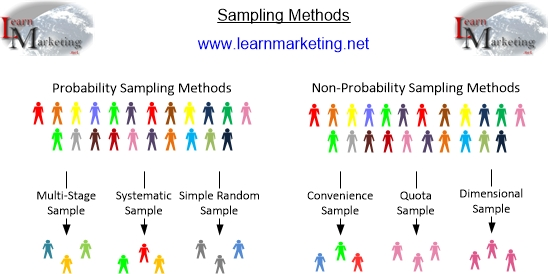 Learn
Marketing
.net
Sampling Methods
www.learnmarketing.net
Learn
Marketing
.net
Probability Sampling Methods
Multi-Stage
Sample
Systematic
Sample
Simple Random
Sample
Non-Probability Sampling Methods
Convenience
Sample
Quota
Sample
Dimensional
Sample